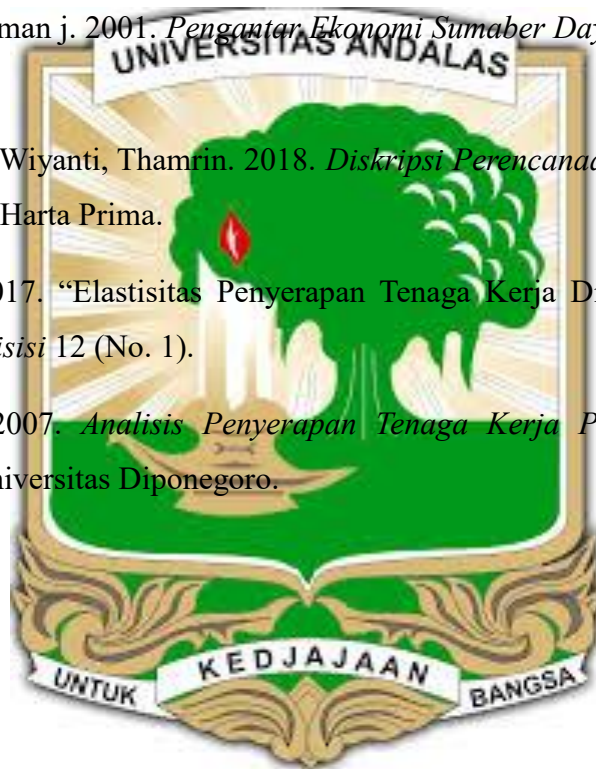 man j. 2001. Pengantar Ekonomi Sumaber Day
UNIVERSITAS ANDALAS
Wiyanti, Thamrin. 2018. Diskripsi Perencanaa
Harta Prima.
017. “Elastisitas Penyerapan Tenaga Kerja Di
isisi 12 (No. 1).
2007. Analisis Penyerapan Tenaga Kerja P
niversitas Diponegoro.
UNTUK KEDJAJAAN BANGSA